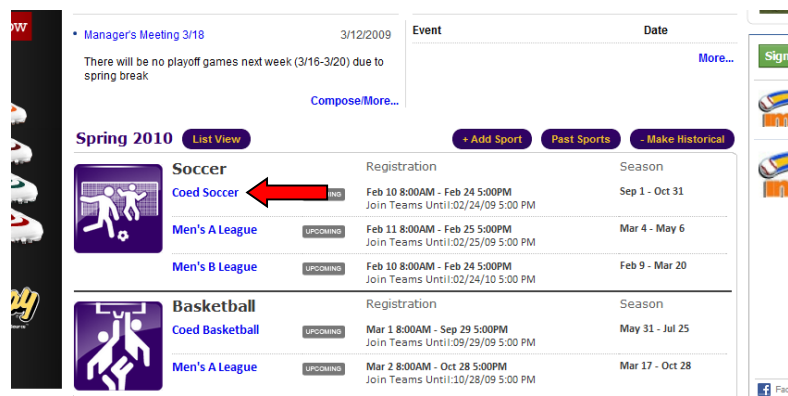 Manager's Meeting 3/18 3/12/2009
There will be no playoff games next week (3/16-3/20) due to
spring break
Compose/More...
Event Date
More...
Sign
Spring 2010 List View + Add Sport Past Sports - Make Historical
Soccer Registration Season
Coed Soccer Feb 10 8:00AM - Feb 24 5:00PM Sep 1 - Oct 31
Join Teams Until:02/24/09 5:00 PM
Men's A League UPCOMING Feb 11 8:00AM - Feb 25 5:00PM Mar 4 - May 6
Join Teams Until:02/25/09 5:00 PM
Men's B League UPCOMING Feb 10 8:00AM - Feb 24 5:00PM Feb 9 - Mar 20
Join Teams Until:02/24/10 5:00 PM
Basketball Registration Season
Coed Basketball UPCOMING Mar 1 8:00AM - Sep 29 5:00PM May 31 - Jul 25
Join Teams Until:09/29/09 5:00 PM
Men's A League UPCOMING Mar 2 8:00AM - Oct 28 5:00PM Mar 17 - Oct 28
Join Teams Until:10/28/09 5:00 PM